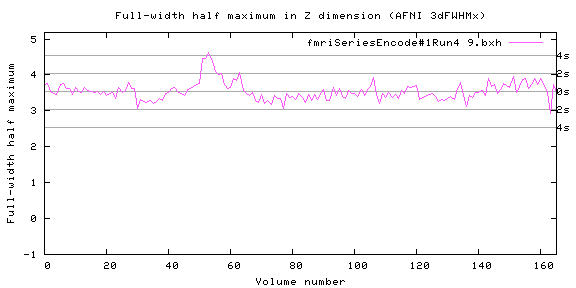 Full-width half maximum in Z dimension (AFNI 3dFWHMx)
fmriSeriesEncode#1Run4 9.bxh
Full-width half maximum
5
4
3
2
1
0
-1
4s
2s
0s
2s
4s
0 20 40 60 80 100 120 140 160
Volume number